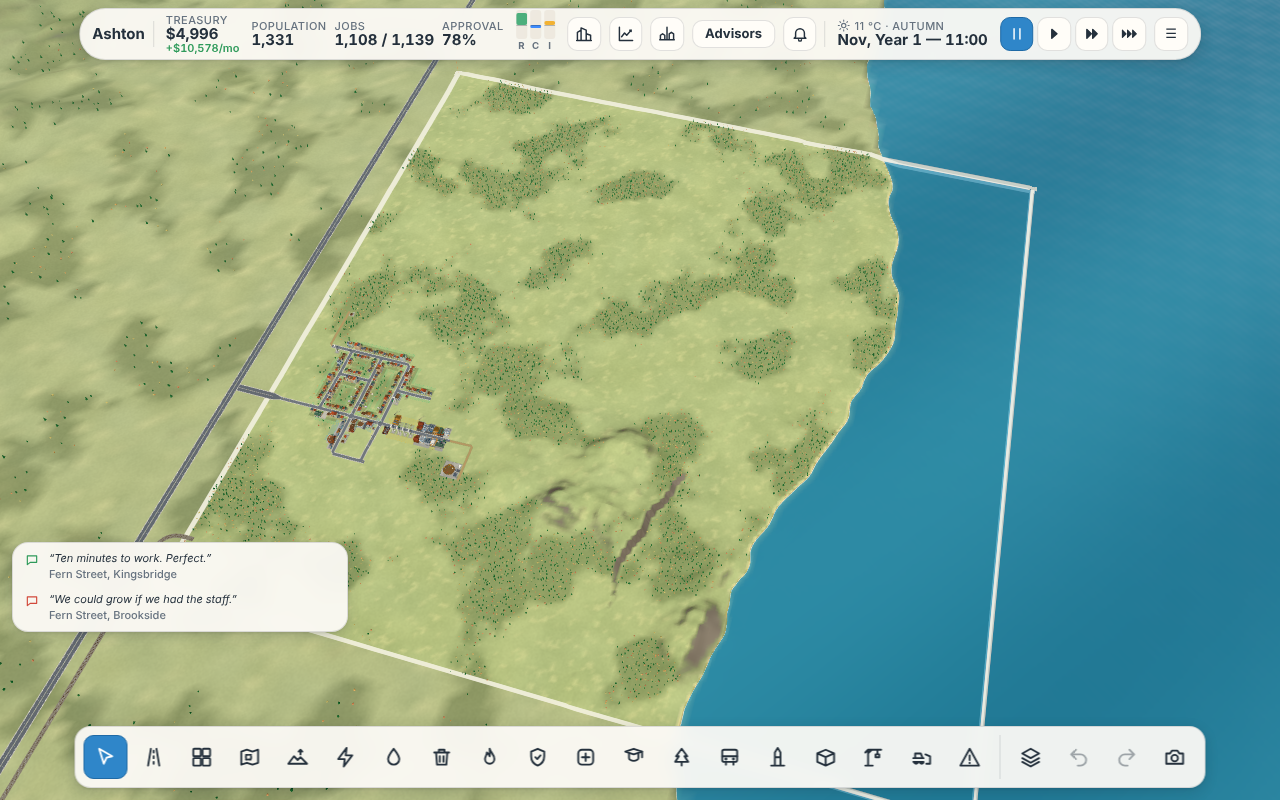 Ashton
TREASURY
$4,996
+$10,578/mo
POPULATION
1,331
JOBS
1,108 / 1,139
APPROVAL
78%
R C I
Advisors
11 °C · AUTUMN
Nov, Year 1 — 11:00
“Ten minutes to work. Perfect.”
Fern Street, Kingsbridge
“We could grow if we had the staff.”
Fern Street, Brookside